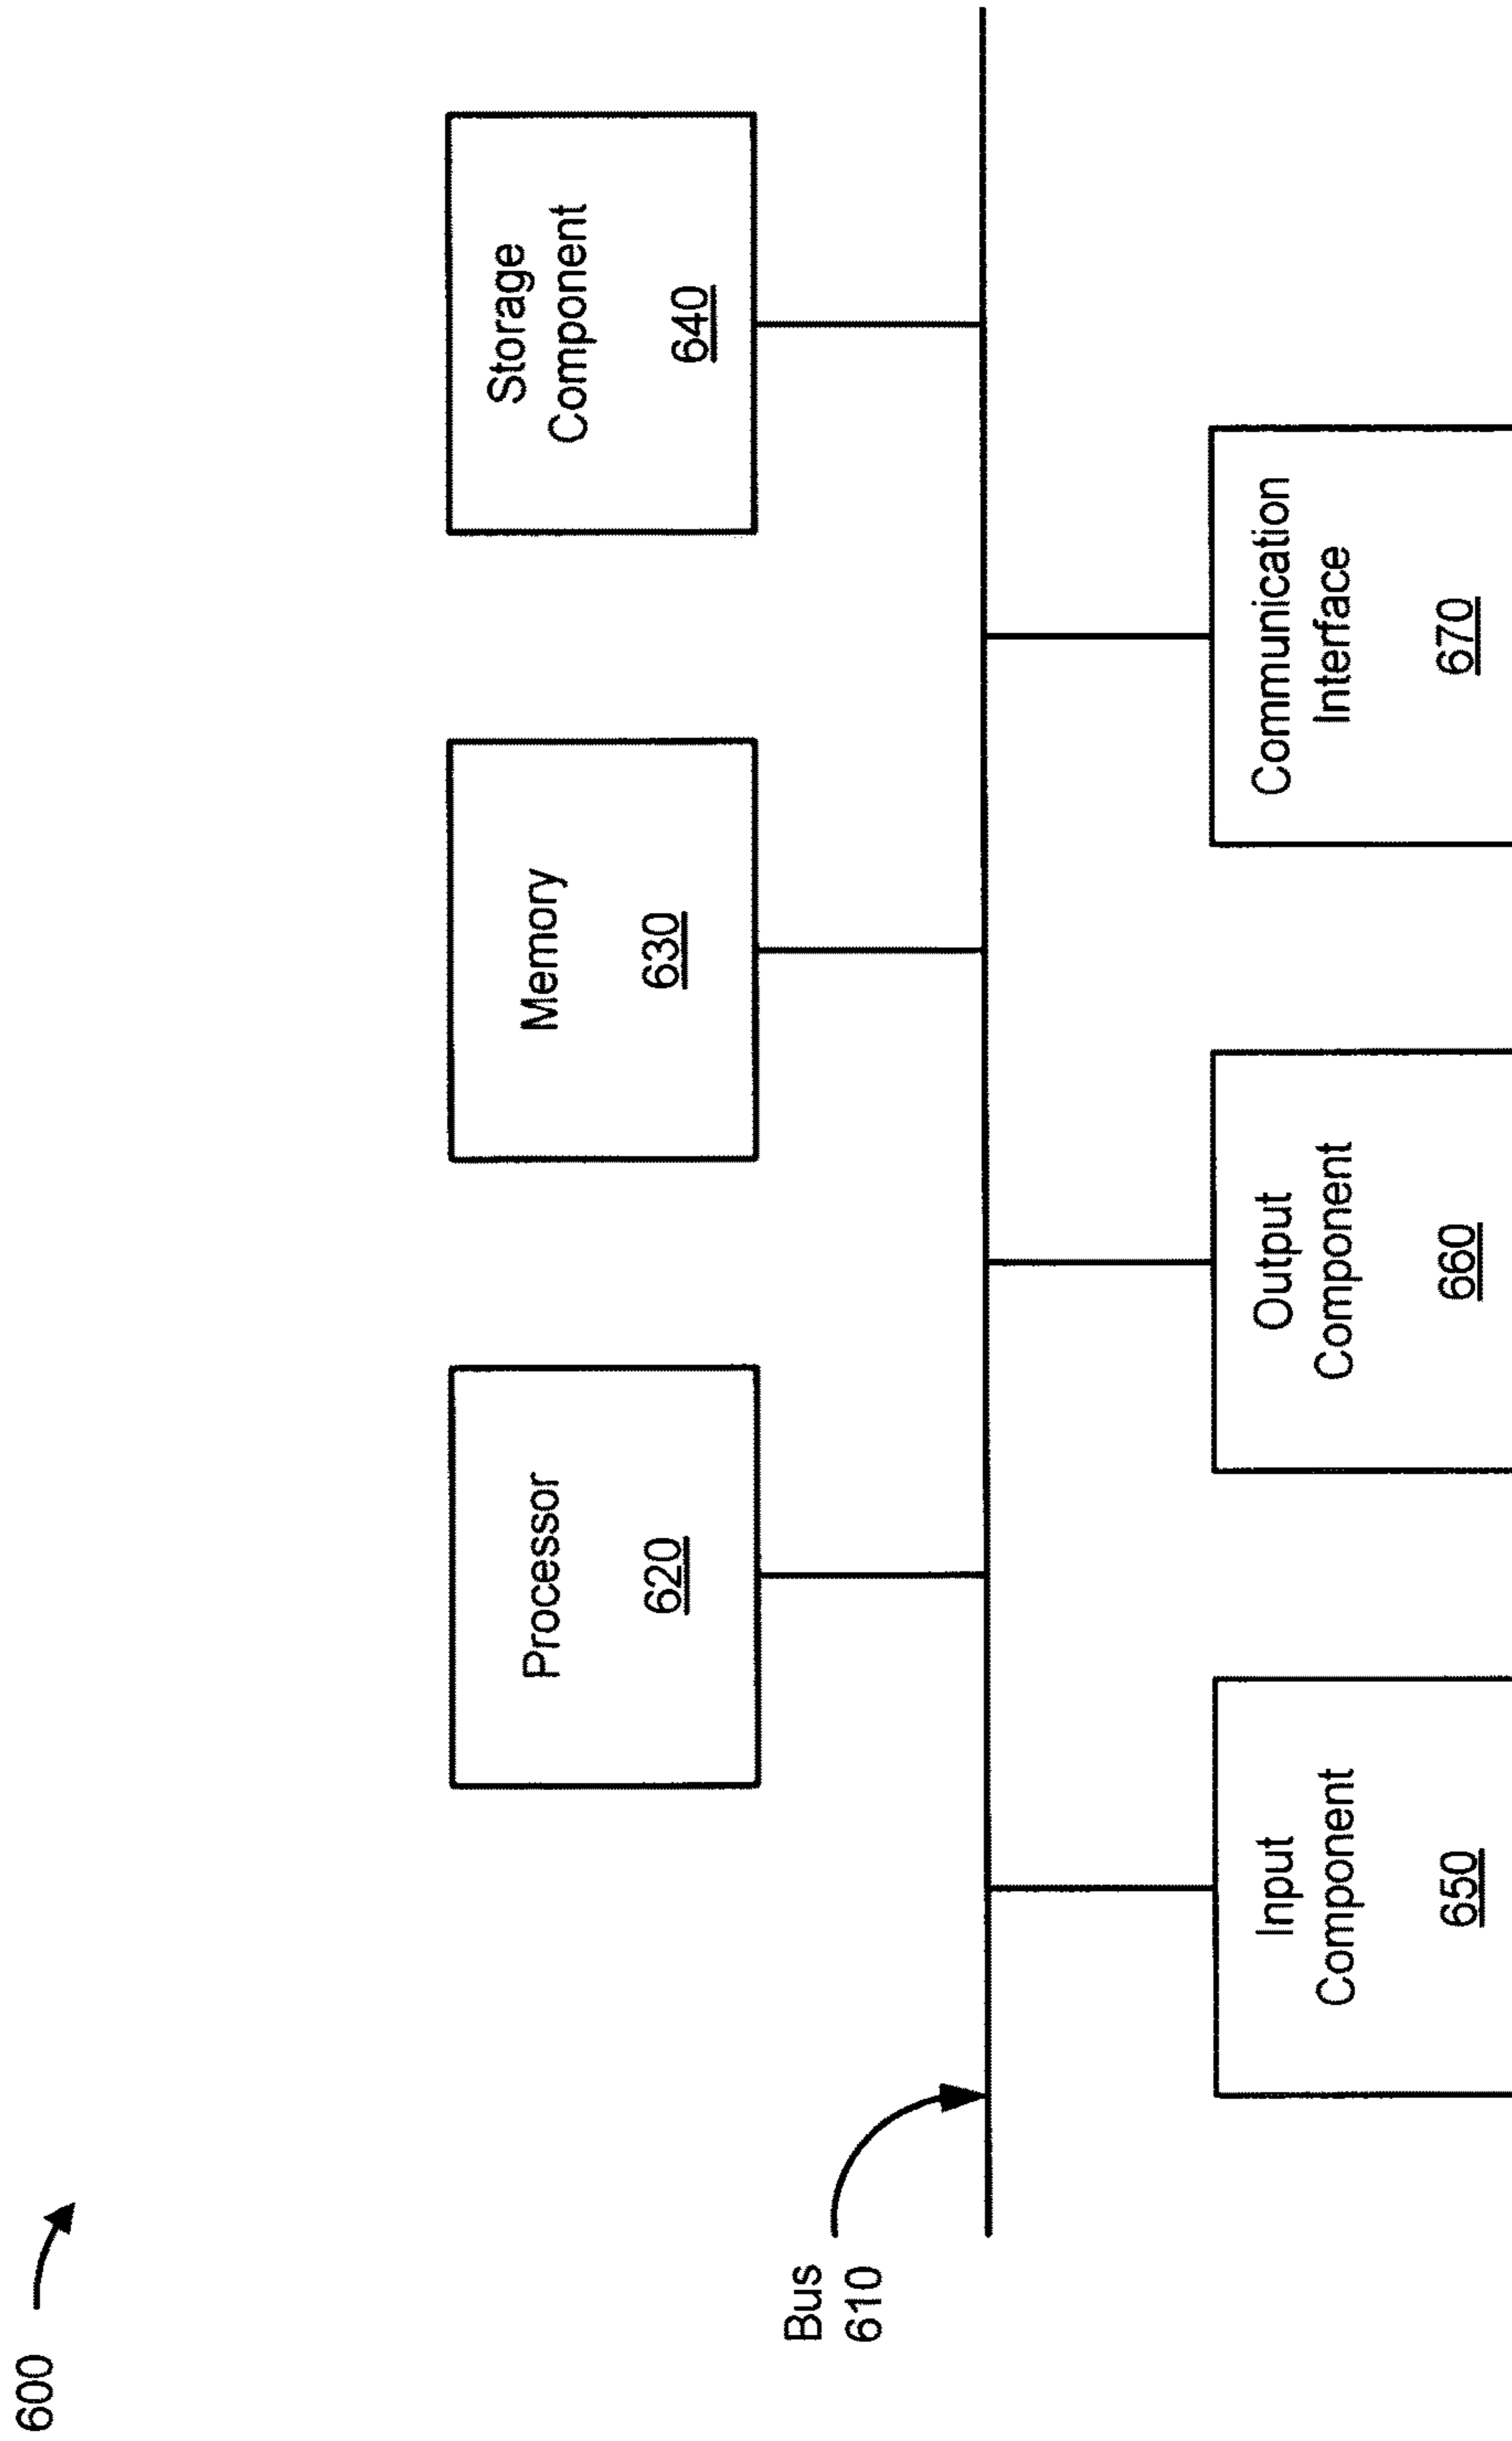 600
Bus
610
Processor
620
Memory
630
Storage
Component
640
Input
Component
650
Output
Component
660
Communication
Interface
670